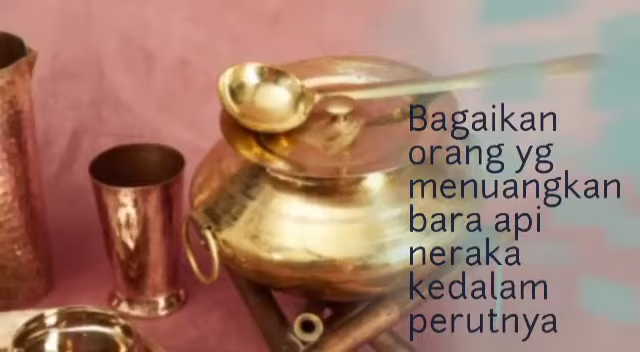 Bagaikan
orang yg
menuangkan
bara api
neraka
kedalam
perutnya